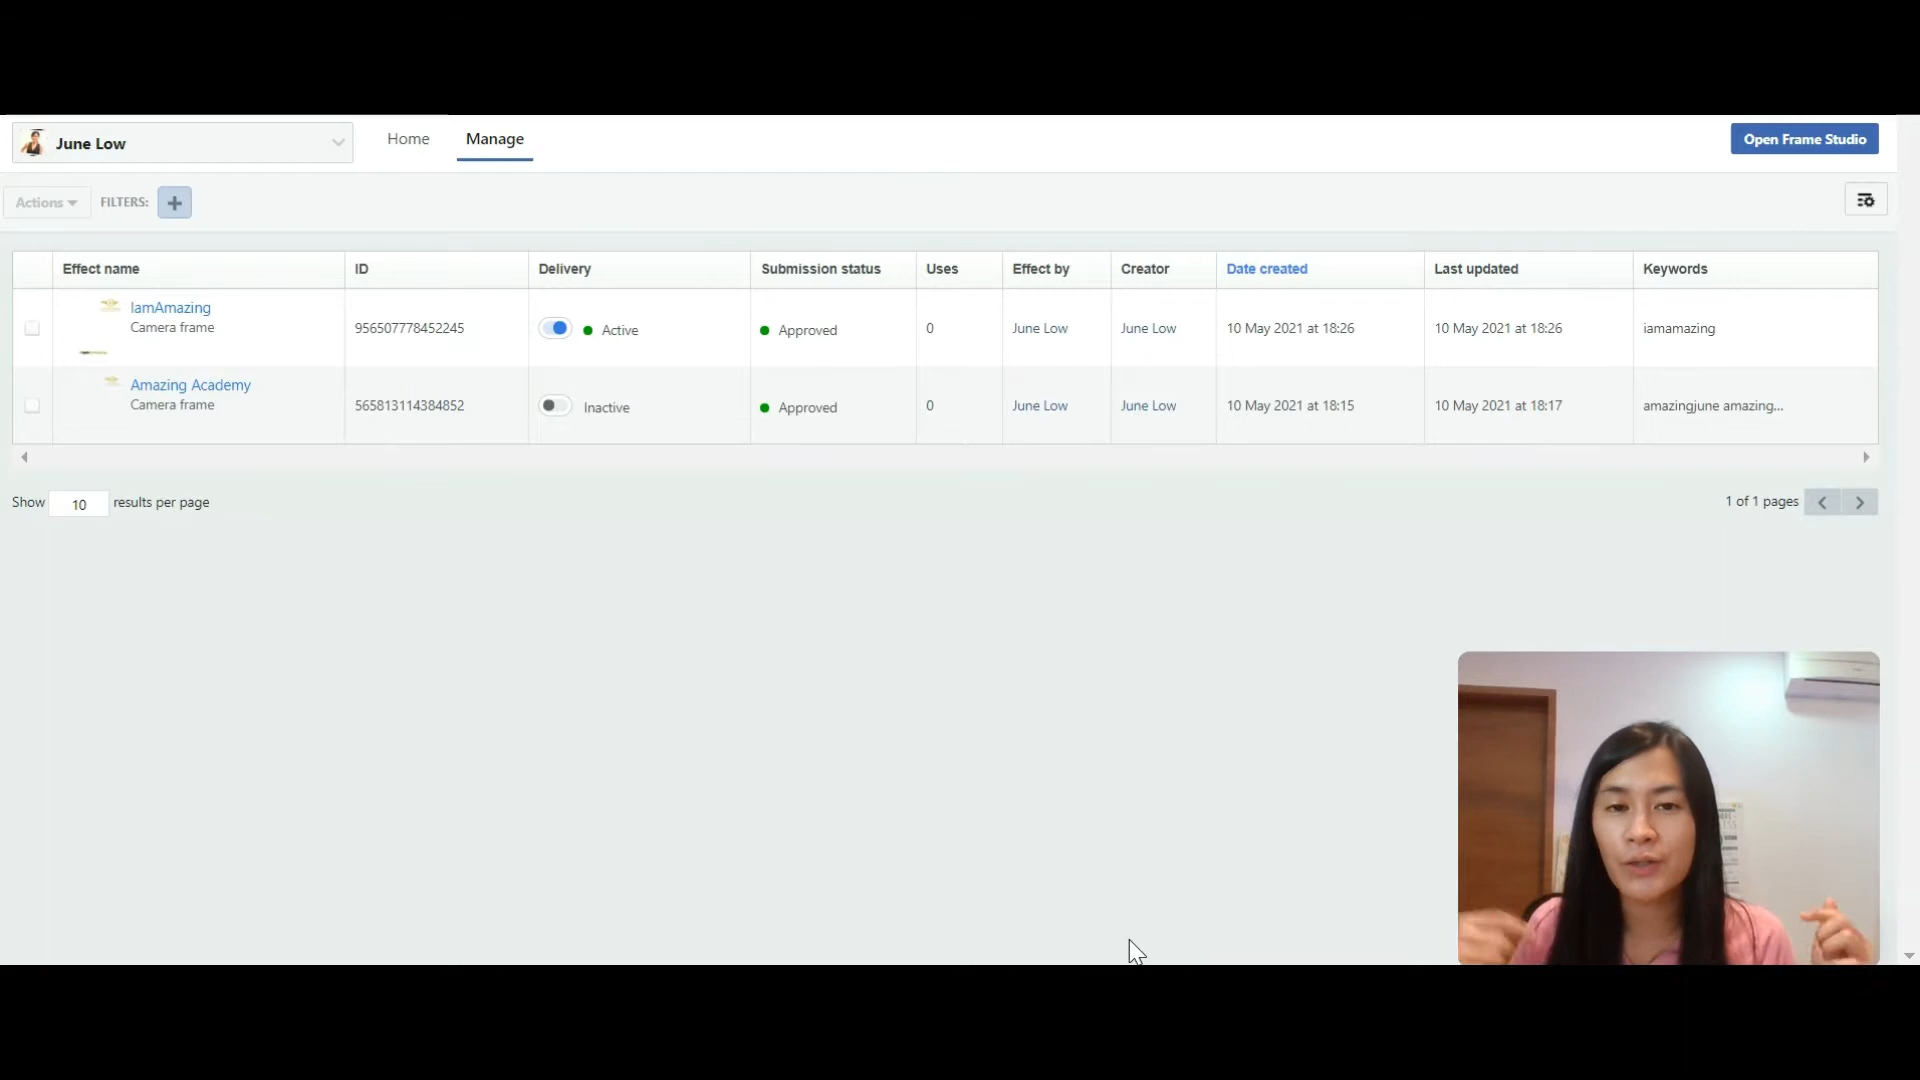 June Low
Home
Manage
Open Frame Studio
Actions
FILTERS:
Effect name ID Delivery Submission status Uses Effect by Creator Date created Last updated Keywords
IamAmazing
Camera frame
956507778452245 Active Approved 0 June Low June Low 10 May 2021 at 18:26 10 May 2021 at 18:26 iamamazing
Amazing Academy
Camera frame
565813114384852 Inactive Approved 0 June Low June Low 10 May 2021 at 18:15 10 May 2021 at 18:17 amazingjune amazing...
Show 10 results per page
1 of 1 pages